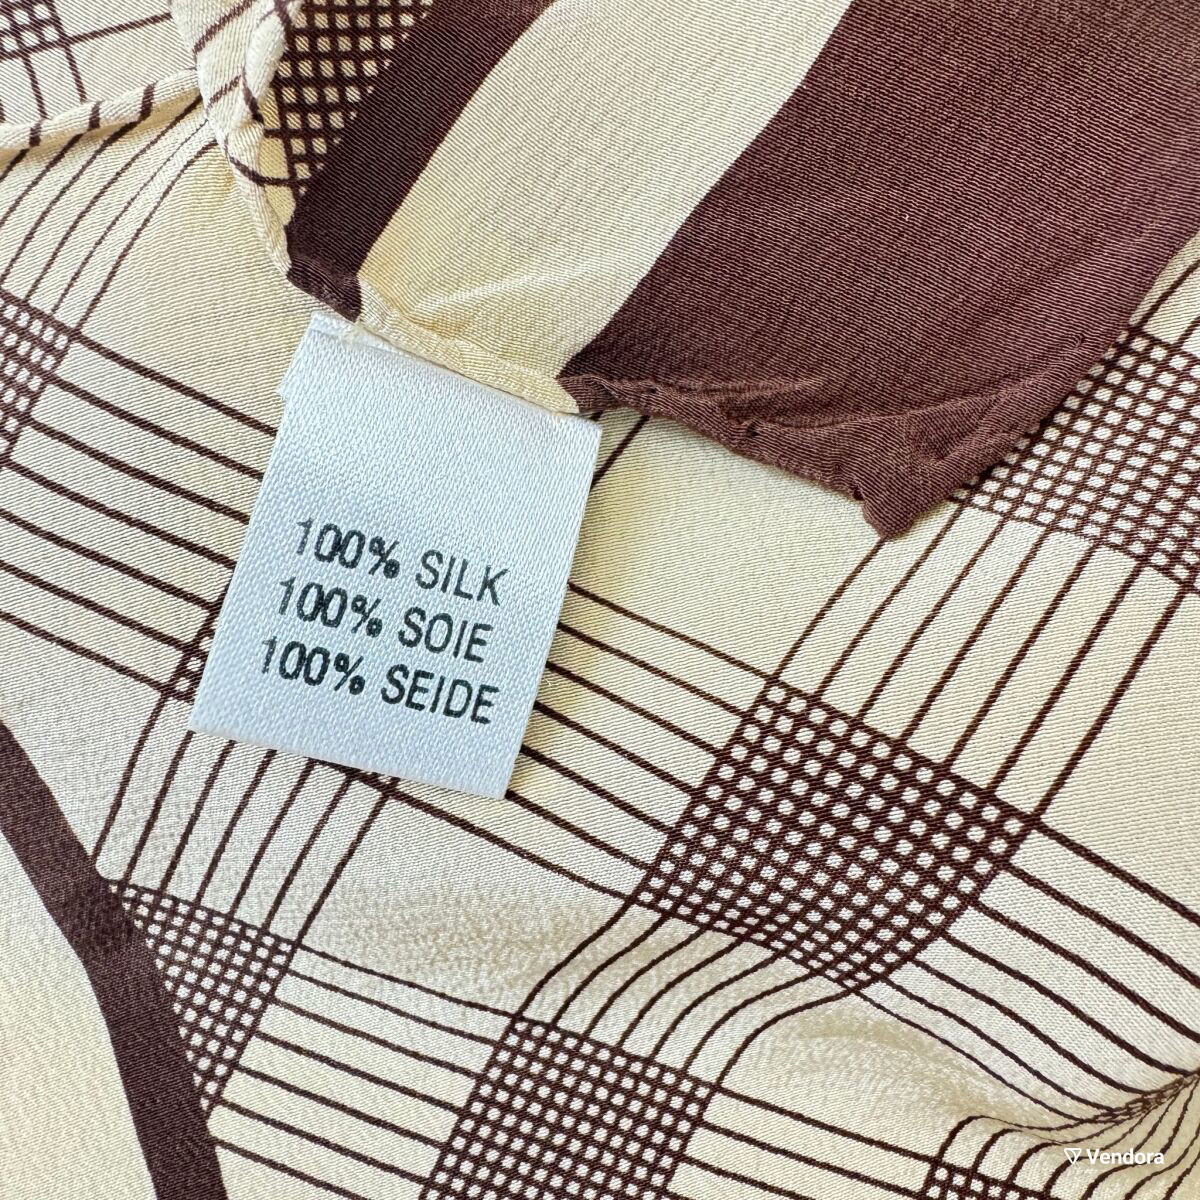 100% SILK
100% SOIE
100% SEIDE
Vendora